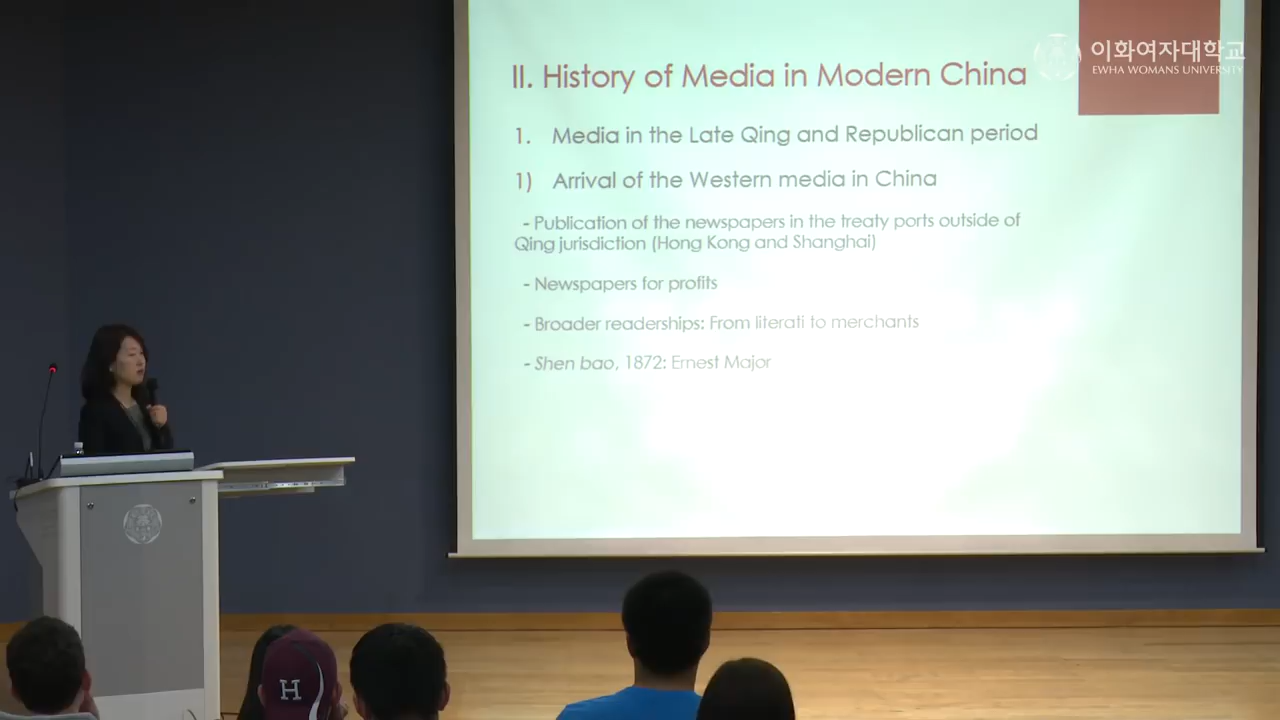 이화여자대학교
EWHA WOMANS UNIVERSITY
II. History of Media in Modern China
1. Media in the Late Qing and Republican period
1) Arrival of the Western media in China
- Publication of the newspapers in the treaty ports outside of
Qing jurisdiction (Hong Kong and Shanghai)
- Newspapers for profits
- Broader readerships: From literati to merchants
- Shen bao, 1872: Ernest Major
H